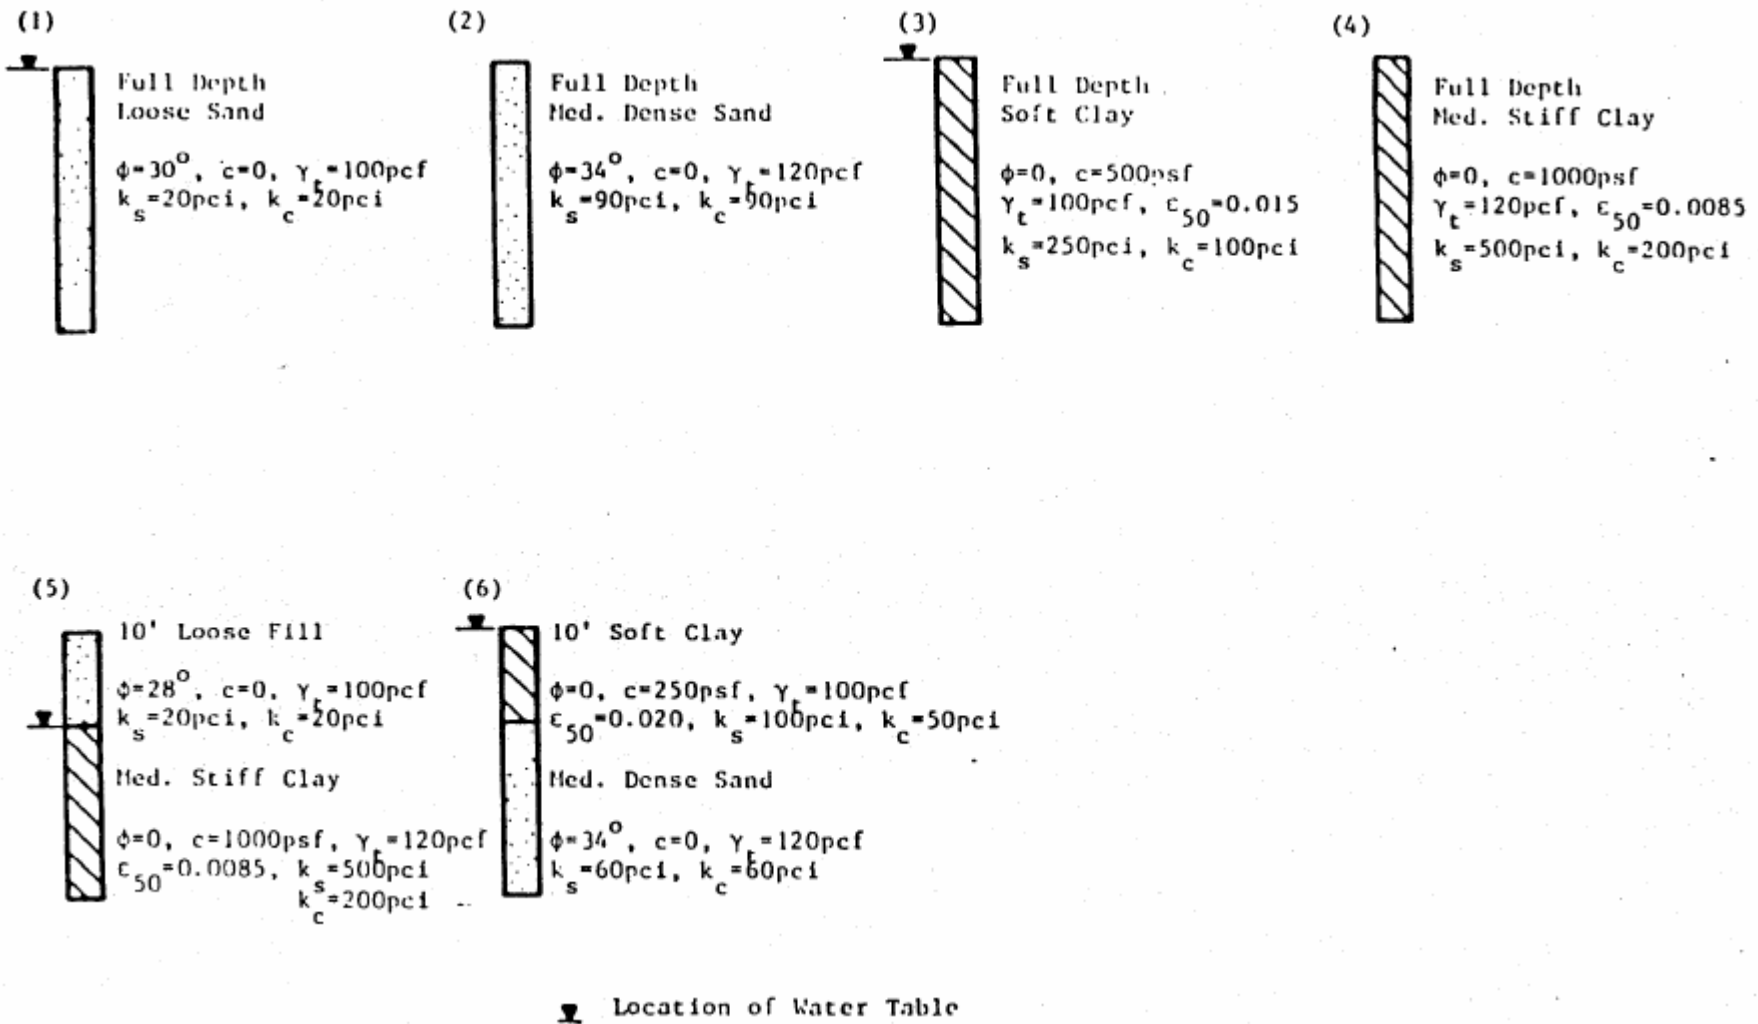 (1)
Full Depth
Loose Sand
ϕ=30°, c=0, γt=100pcf
ks=20pci, kc=20pci
(2)
Full Depth
Med. Dense Sand
ϕ=34°, c=0, γt=120pcf
ks=90pci, kc=90pci
(3)
Full Depth
Soft Clay
ϕ=0, c=500psf
γt=100pcf, ε50=0.015
ks=250pci, kc=100pci
(4)
Full Depth
Med. Stiff Clay
ϕ=0, c=1000psf
γt=120pcf, ε50=0.0085
ks=500pci, kc=200pci
(5)
10' Loose Fill
ϕ=28°, c=0, γt=100pcf
ks=20pci, kc=20pci
Med. Stiff Clay
ϕ=0, c=1000psf, γt=120pcf
ε50=0.0085, ks=500pci
kc=200pci
(6)
10' Soft Clay
ϕ=0, c=250psf, γt=100pcf
ε50=0.020, ks=100pci, kc=50pci
Med. Dense Sand
ϕ=34°, c=0, γt=120pcf
ks=60pci, kc=60pci
Location of Water Table